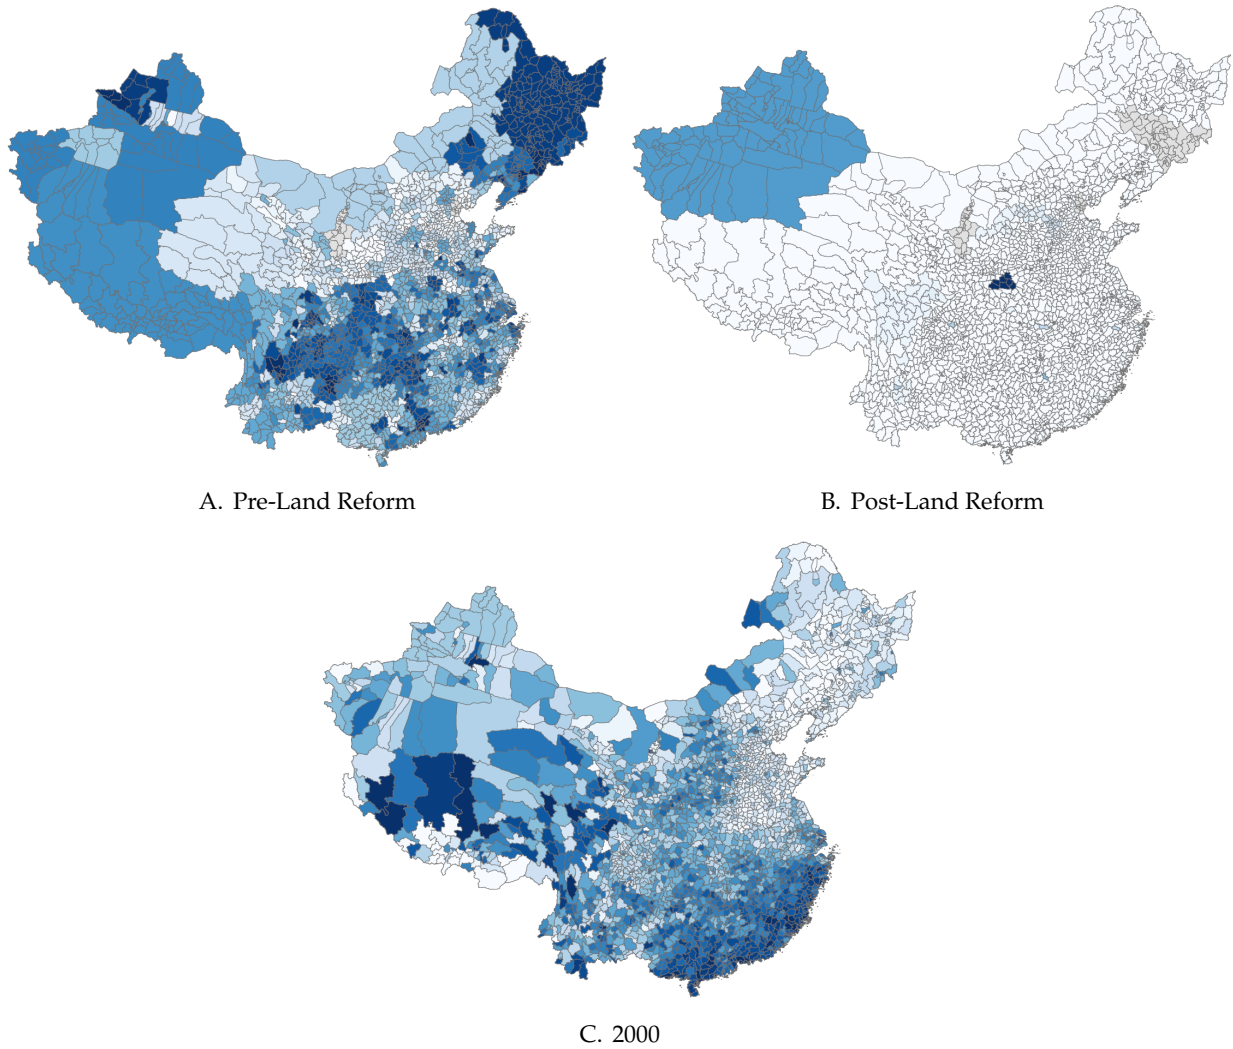 A. Pre-Land Reform
B. Post-Land Reform
C. 2000